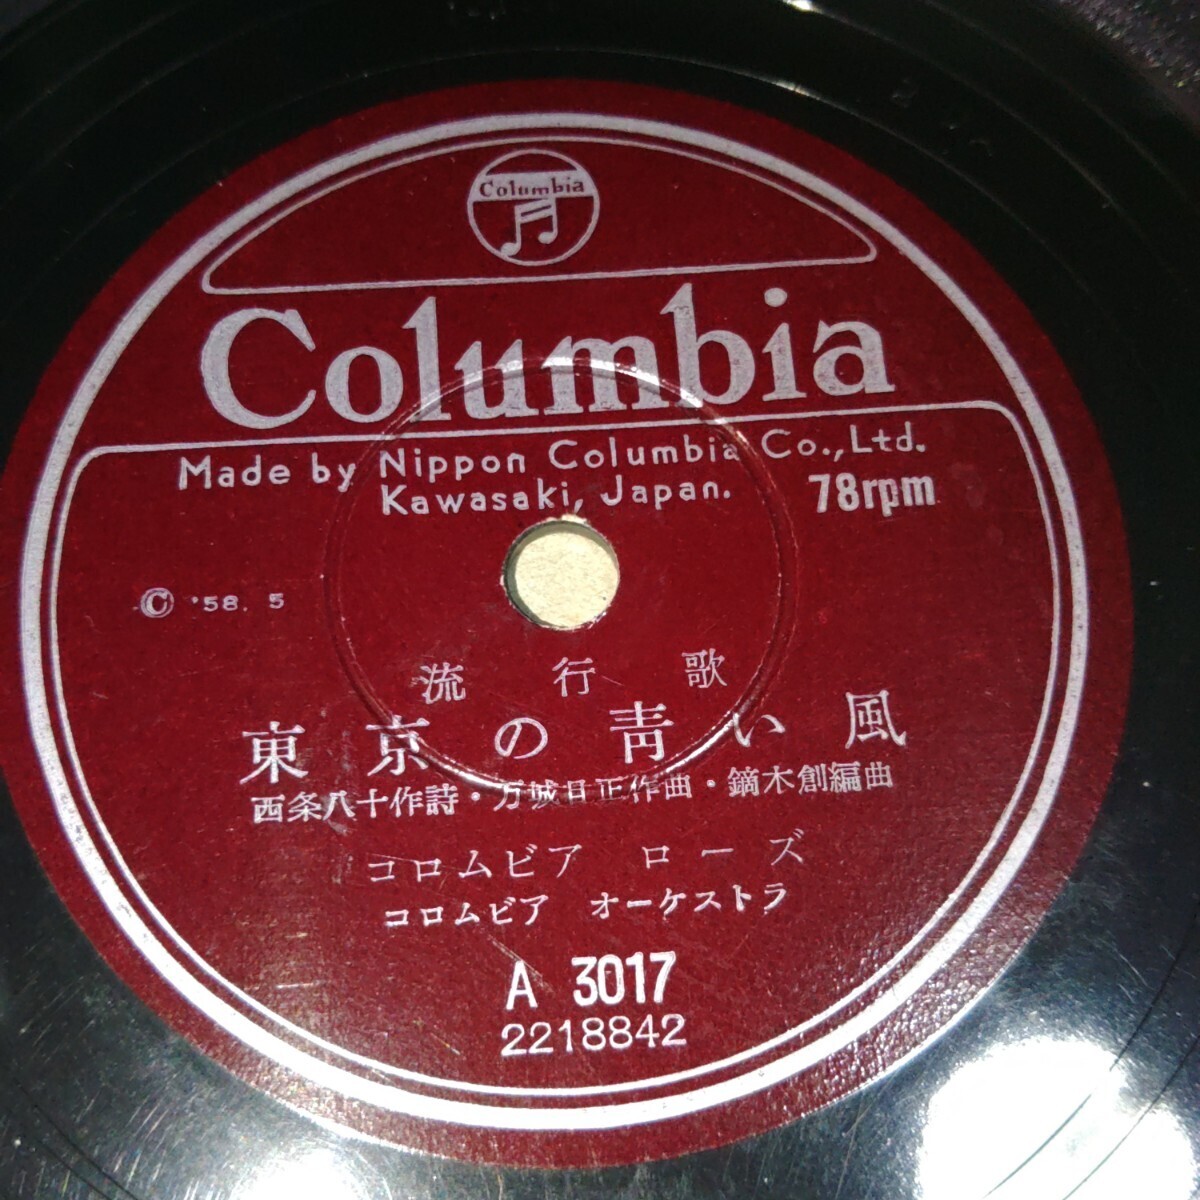 Columbia
Columbia
Made by Nippon Columbia Co.,Ltd.
Kawasaki, Japan. 78rpm
Ⓒ '58. 5
流行歌
東京の青い風
西条八十作詩・万城目正作曲・鏑木創編曲
コロムビア ローズ
コロムビア オーケストラ
A 3017
2218842